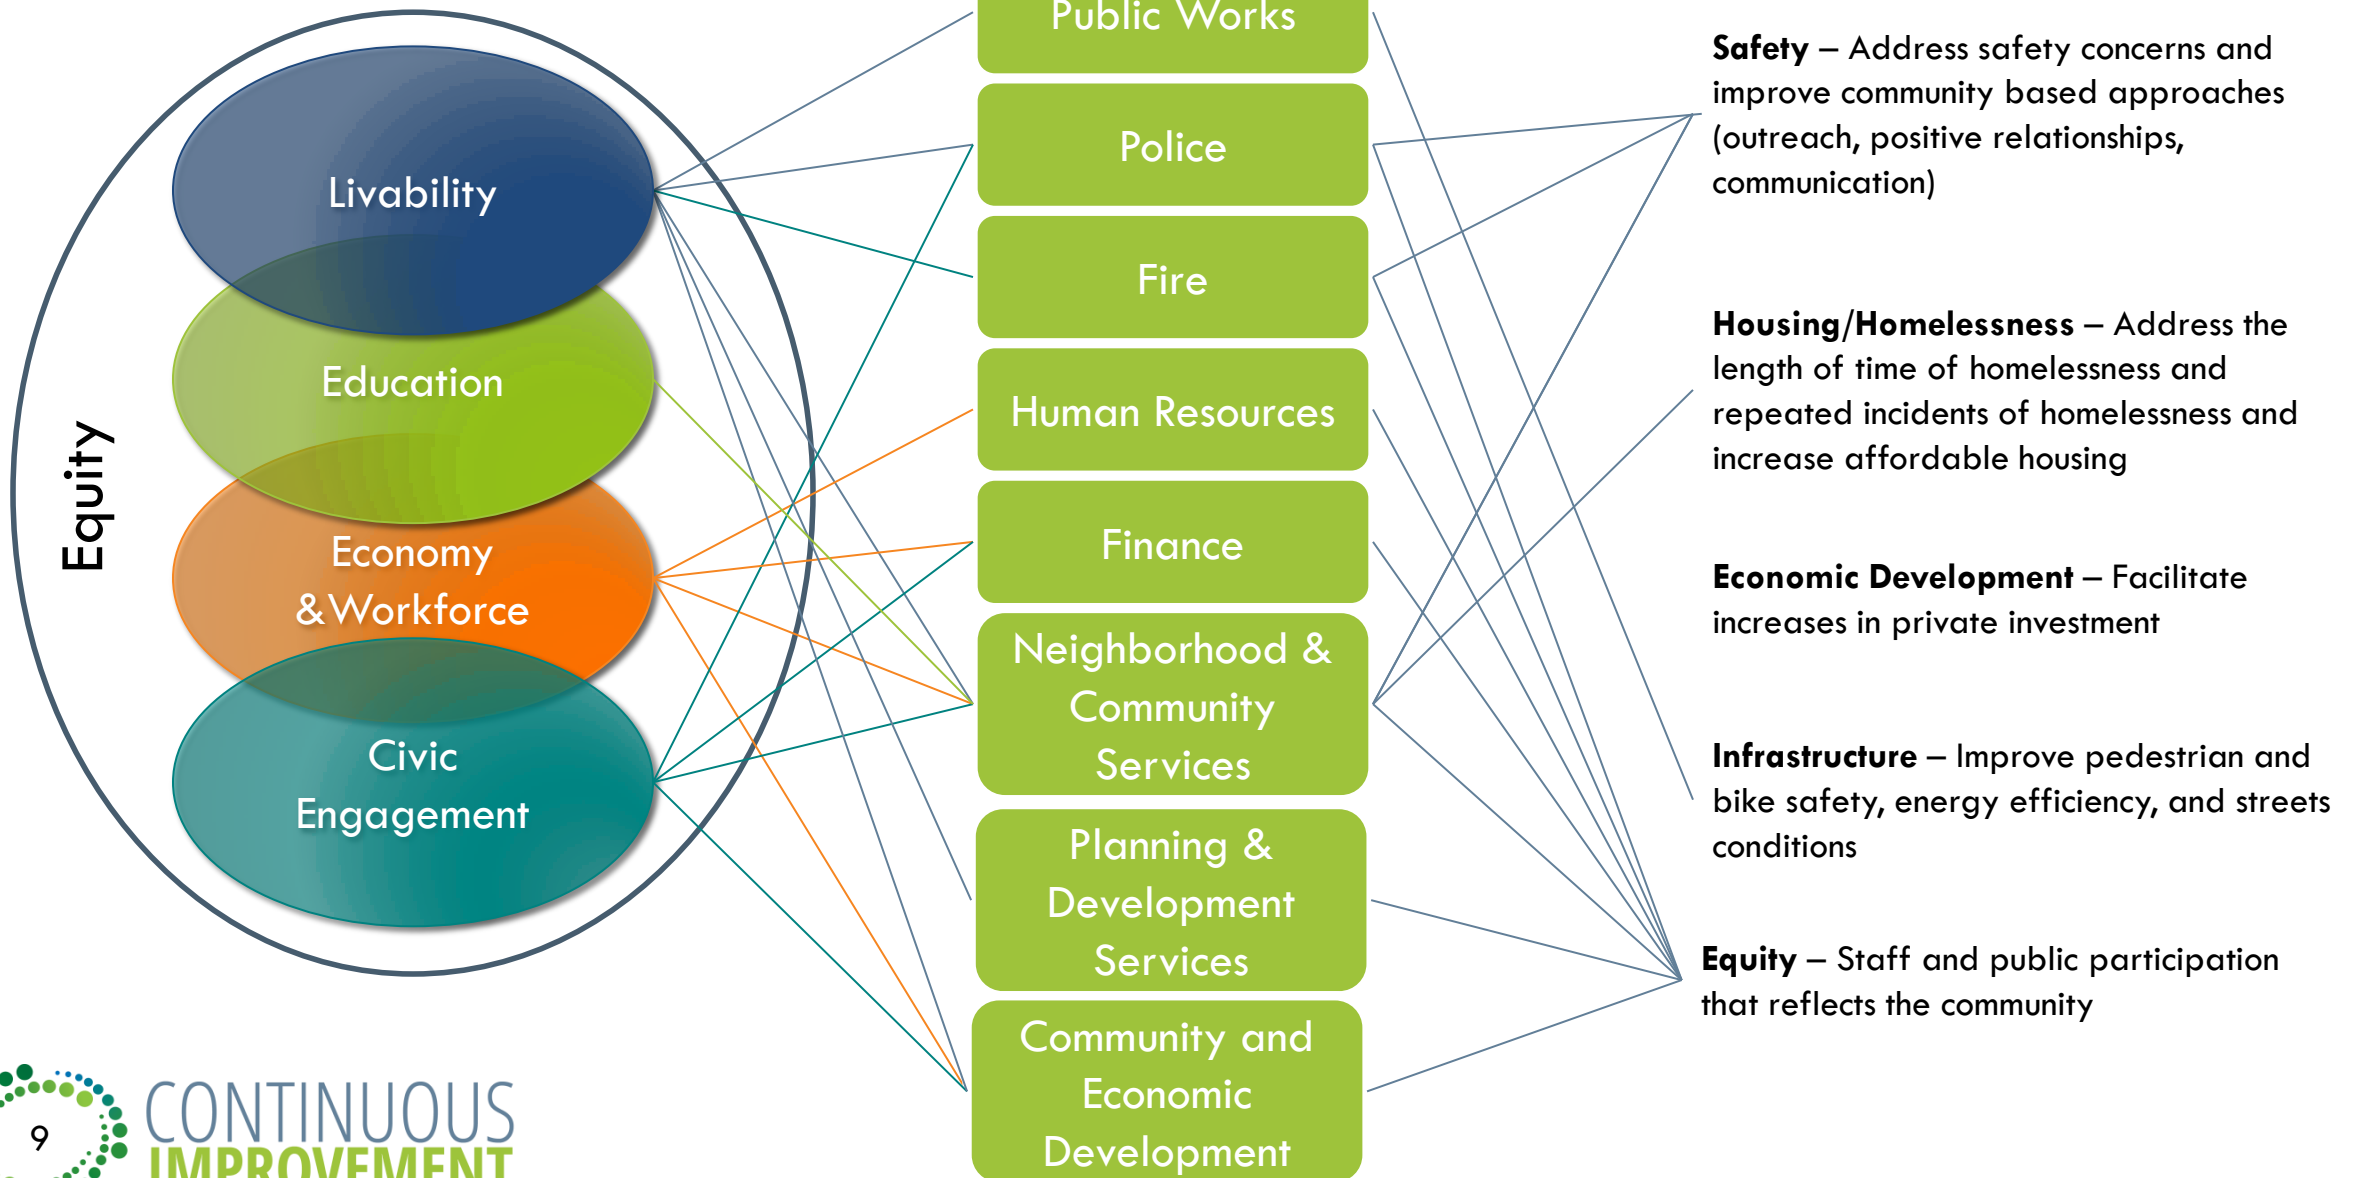 Equity
Livability
Education
Economy
&Workforce
Civic
Engagement
Public Works
Police
Fire
Human Resources
Finance
Neighborhood &
Community
Services
Planning &
Development
Services
Community and
Economic
Development
Safety – Address safety concerns and
improve community based approaches
(outreach, positive relationships,
communication)
Housing/Homelessness – Address the
length of time of homelessness and
repeated incidents of homelessness and
increase affordable housing
Economic Development – Facilitate
increases in private investment
Infrastructure – Improve pedestrian and
bike safety, energy efficiency, and streets
conditions
Equity – Staff and public participation
that reflects the community
9
CONTINUOUS
IMPROVEMENT